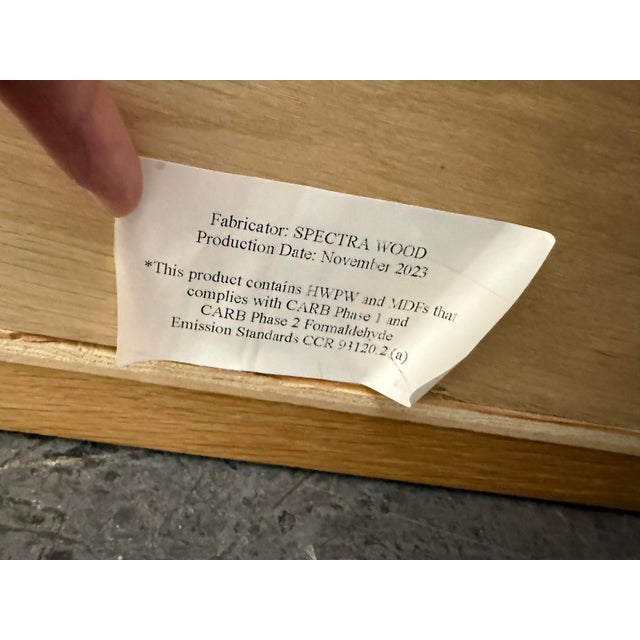 Fabricator: SPECTRA WOOD
Production Date: November 2023
*This product contains HWPW and MDFs that
complies with CARB Phase 1 and
CARB Phase 2 Formaldehyde
Emission Standards CCR 93120.2 (a)